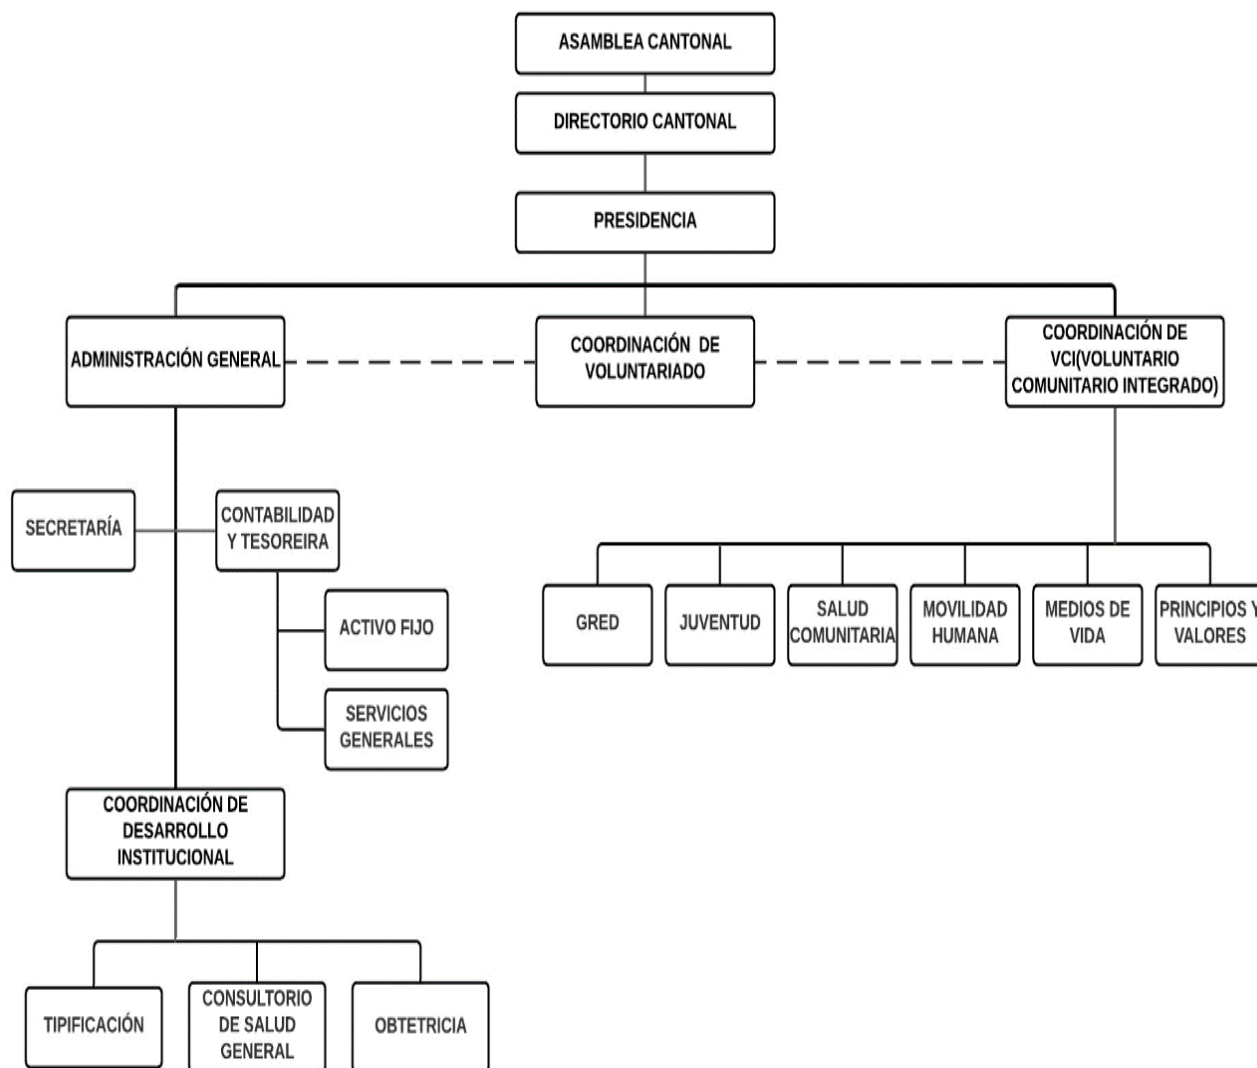 ASAMBLEA CANTONAL
DIRECTORIO CANTONAL
PRESIDENCIA
ADMINISTRACIÓN GENERAL
COORDINACIÓN DE
VOLUNTARIADO
COORDINACIÓN DE
VCI(VOLUNTARIO
COMUNITARIO INTEGRADO)
SECRETARÍA
CONTABILIDAD
Y TESOREIRA
ACTIVO FIJO
SERVICIOS
GENERALES
GRED
JUVENTUD
SALUD
COMUNITARIA
MOVILIDAD
HUMANA
MEDIOS DE
VIDA
PRINCIPIOS Y
VALORES
COORDINACIÓN DE
DESARROLLO
INSTITUCIONAL
TIPIFICACIÓN
CONSULTORIO
DE SALUD
GENERAL
OBTETRICIA